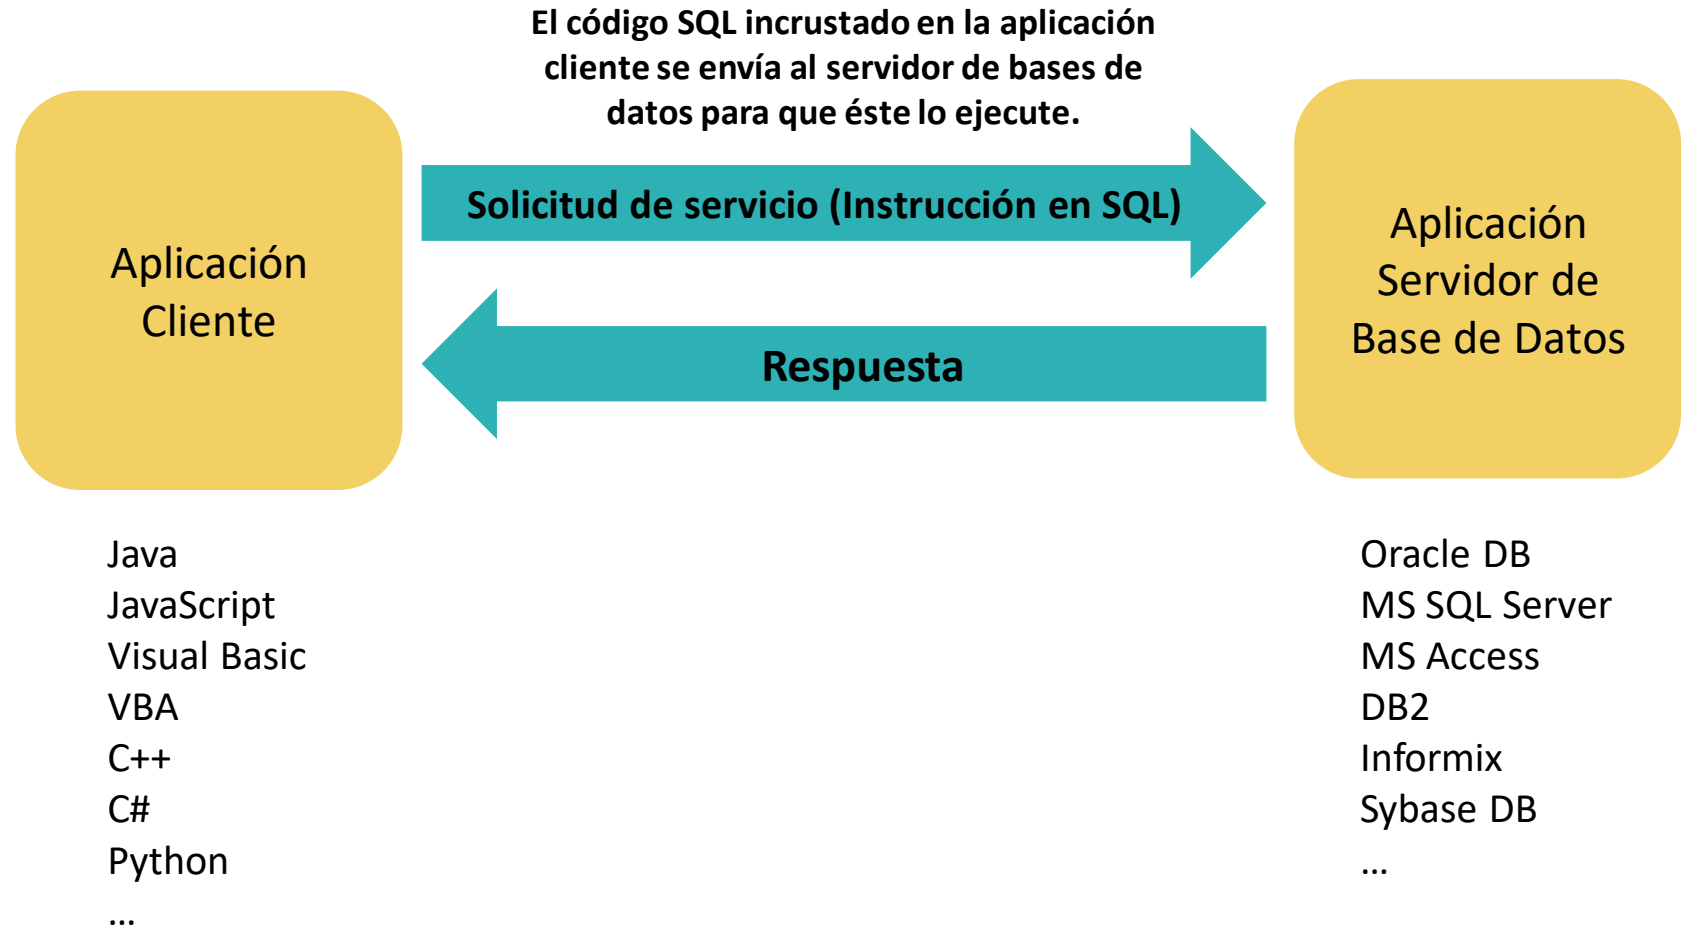 El código SQL incrustado en la aplicación
cliente se envía al servidor de bases de
datos para que éste lo ejecute.
Solicitud de servicio (Instrucción en SQL)
Respuesta
Aplicación
Cliente
Aplicación
Servidor de
Base de Datos
Java
JavaScript
Visual Basic
VBA
C++
C#
Python
...
Oracle DB
MS SQL Server
MS Access
DB2
Informix
Sybase DB
...